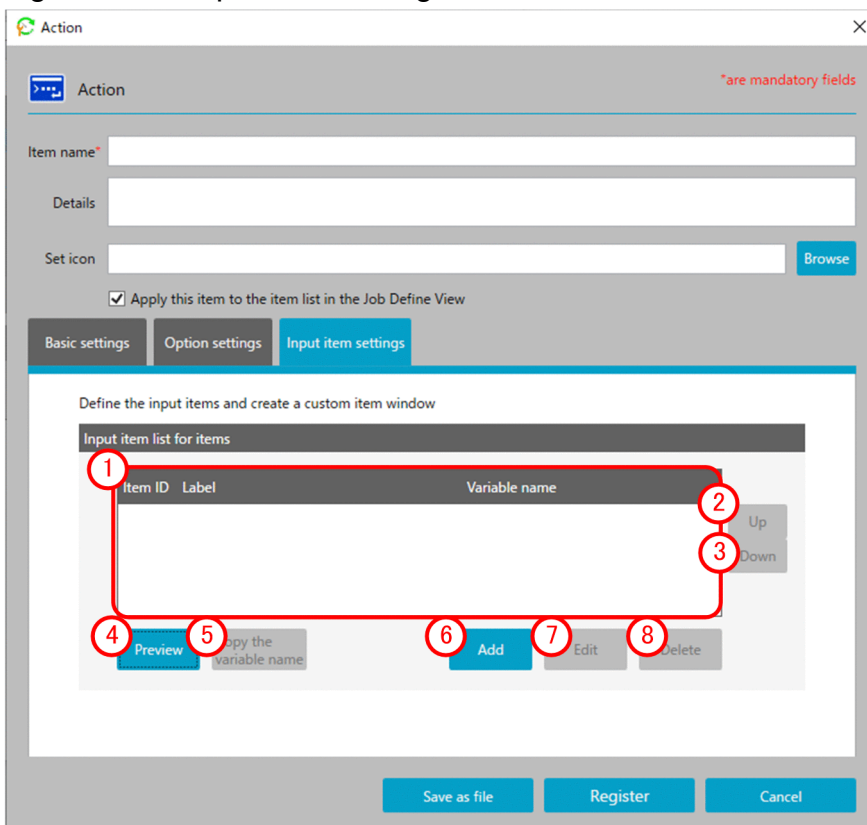 Action
Action
*are mandatory fields
Item name*
Details
Set icon
Browse
Apply this item to the item list in the Job Define View
Basic settings Option settings Input item settings
Define the input items and create a custom item window
Input item list for items
1
Item ID Label Variable name
2
Up
3
Down
4 5 6 7 8
Preview opy the Add Edit Delete
variable name
Save as file Register Cancel